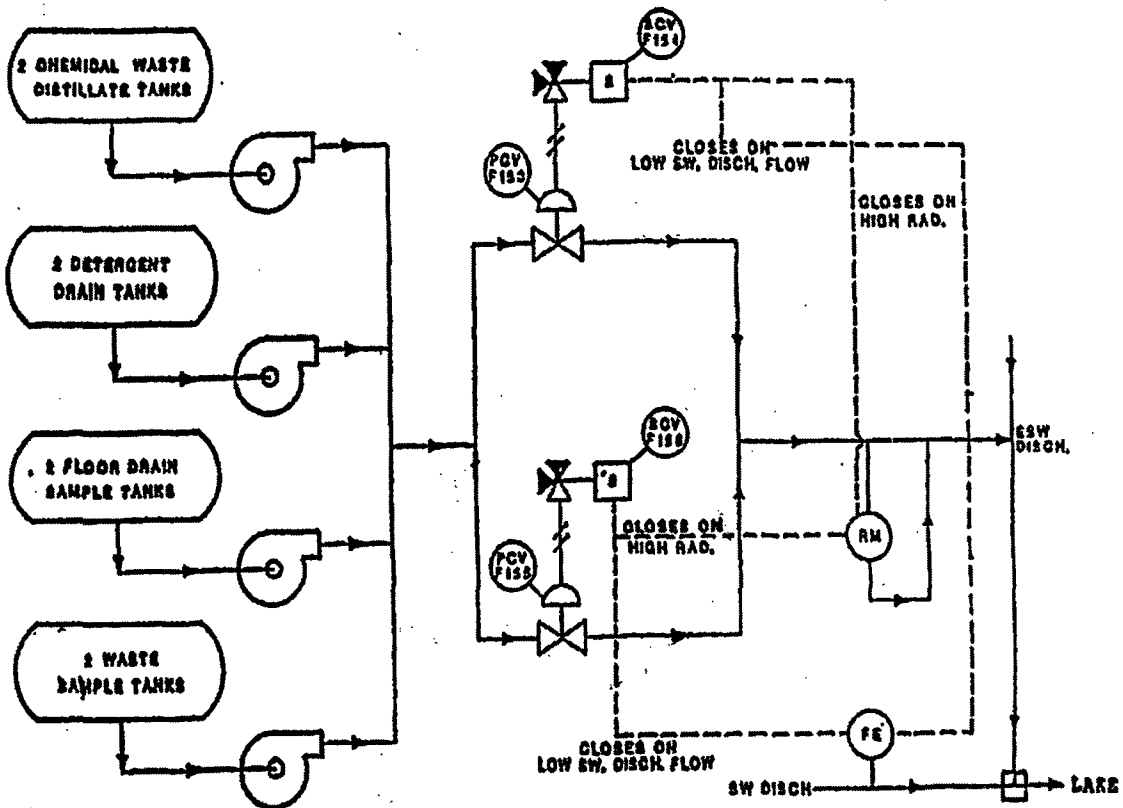 2 CHEMICAL WASTE
DISTILLATE TANKS
2 DETERGENT
DRAIN TANKS
2 FLOOR DRAIN
SAMPLE TANKS
2 WASTE
SAMPLE TANKS
SCV
F154
S
PCV
F153
CLOSES ON
LOW SW. DISCH. FLOW
CLOSES ON
HIGH RAD.
SCV
S
PCV
F155
CLOSES ON
HIGH RAD.
RM
ESW
DISCH.
CLOSES ON
LOW SW. DISCH. FLOW
FE
SW DISCH
LAKE